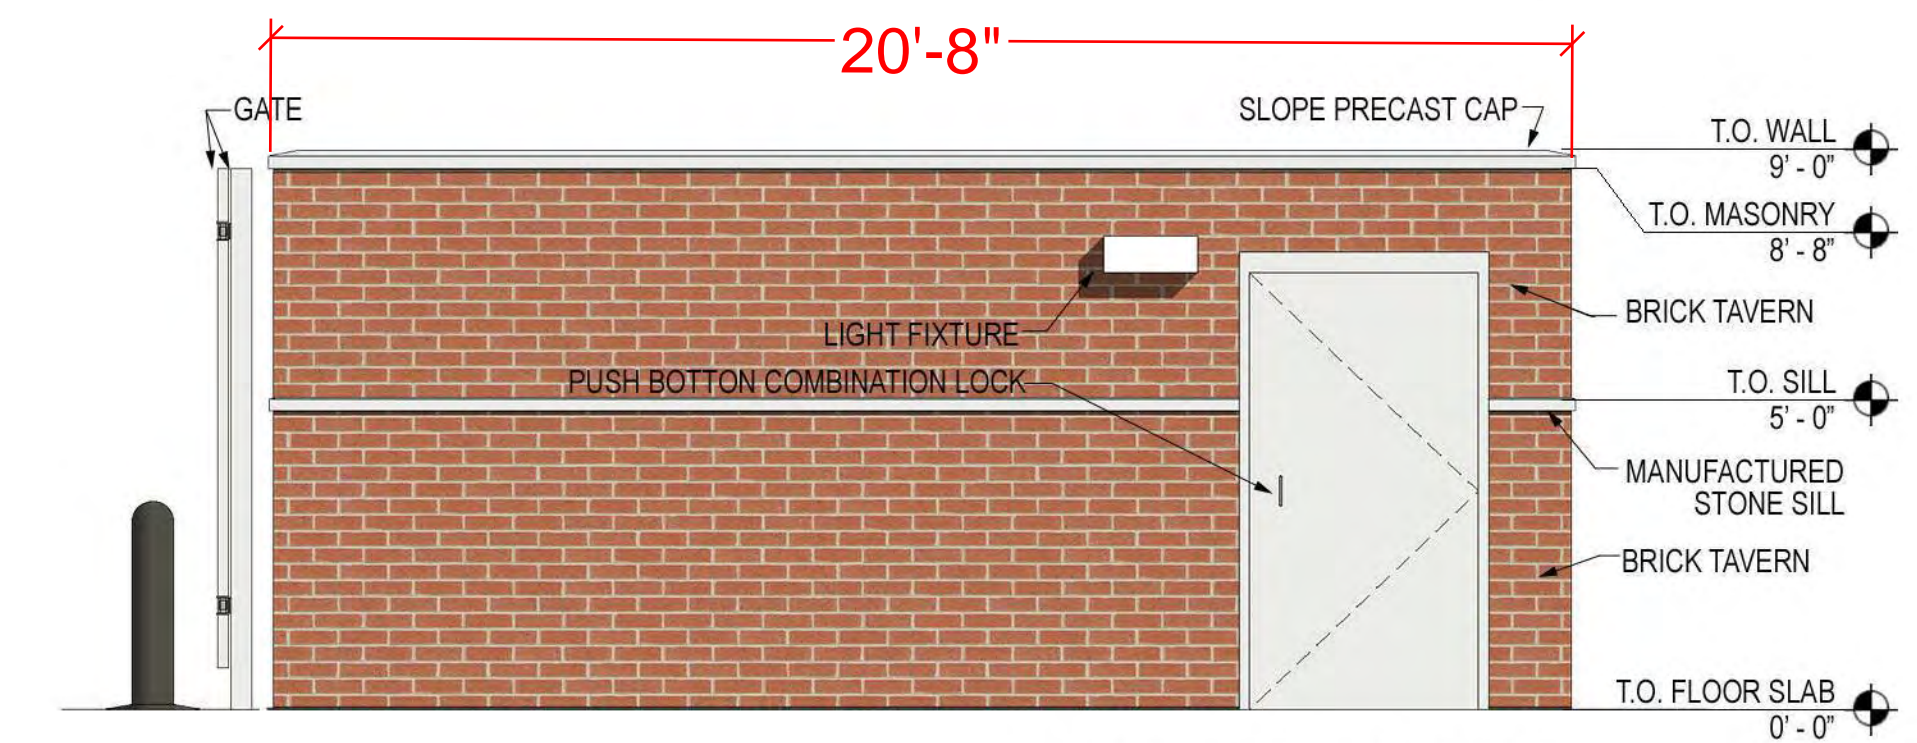 20'-8"
GATE
SLOPE PRECAST CAP
T.O. WALL
9' - 0"
T.O. MASONRY
8' - 8"
BRICK TAVERN
LIGHT FIXTURE
PUSH BOTTON COMBINATION LOCK
T.O. SILL
5' - 0"
MANUFACTURED
STONE SILL
BRICK TAVERN
T.O. FLOOR SLAB
0' - 0"